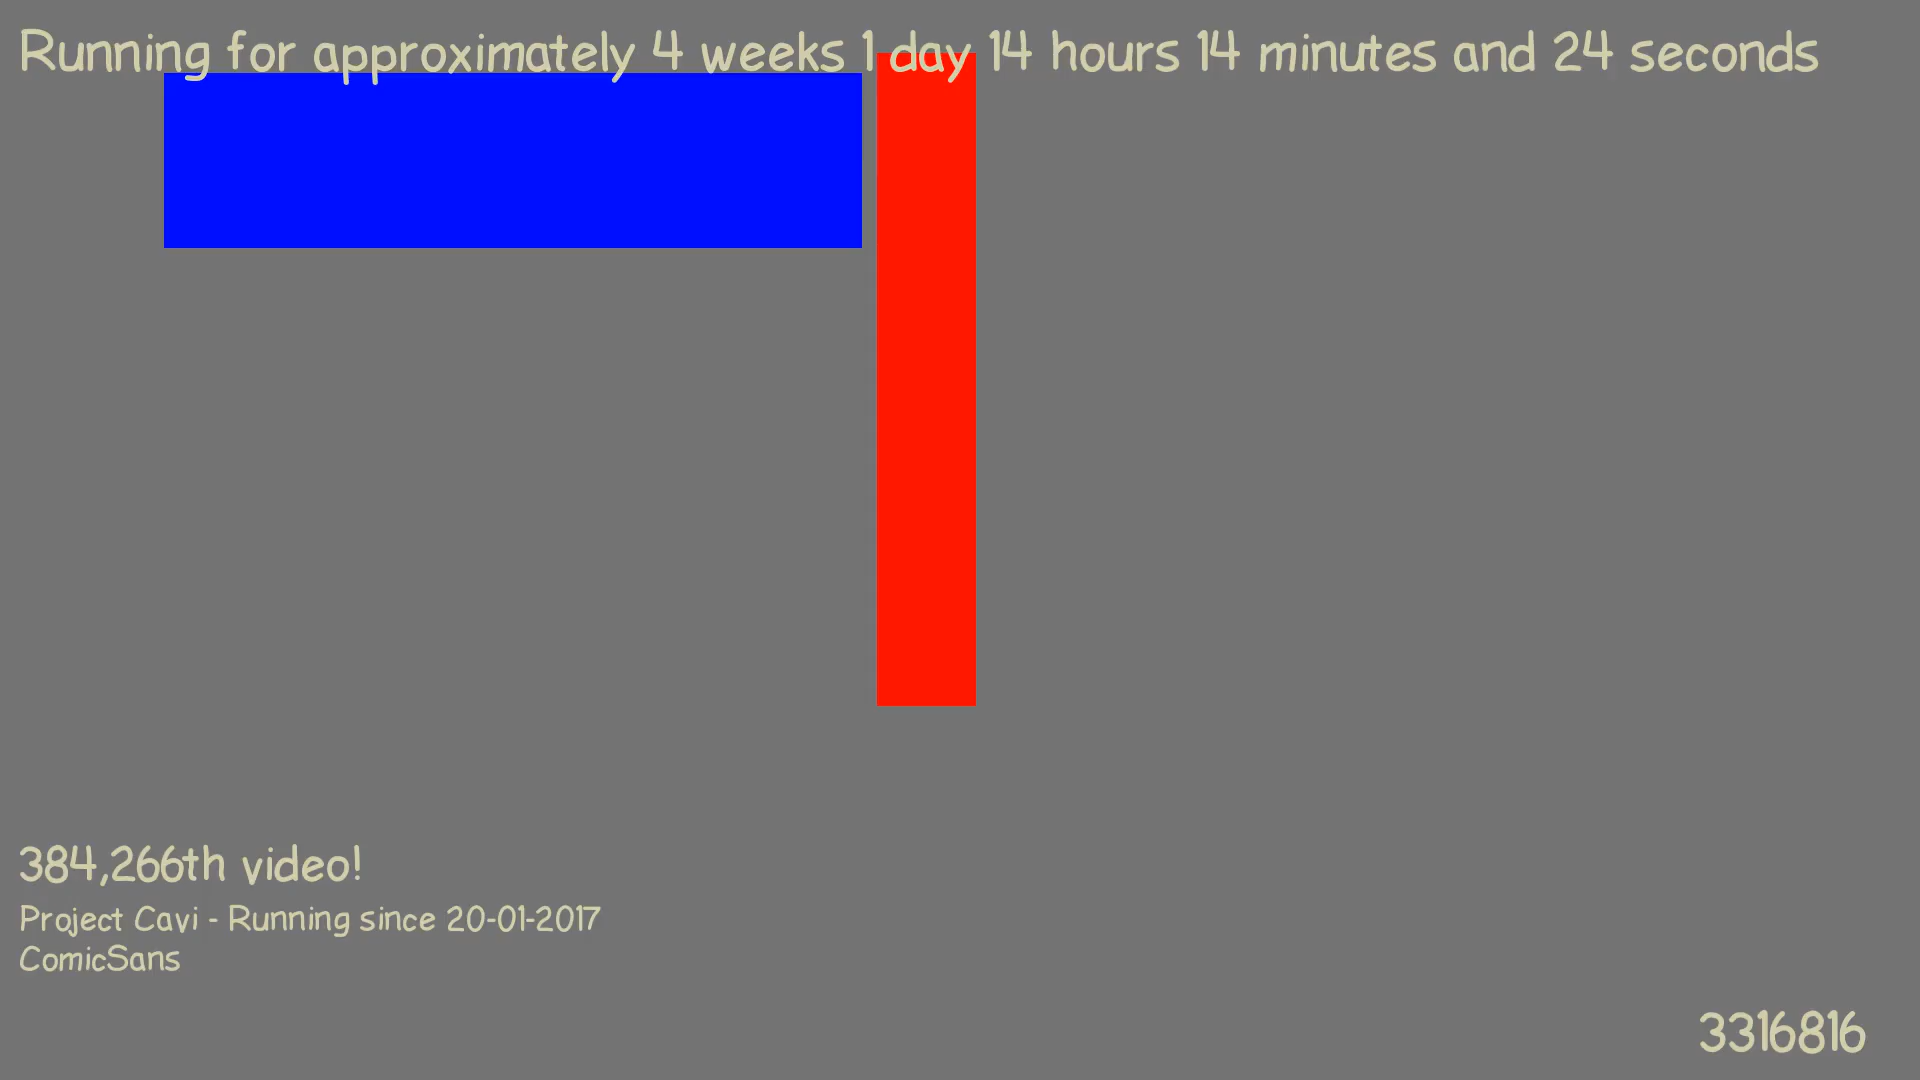 Running for approximately 4 weeks 1 day 14 hours 14 minutes and 24 seconds
384,266th video!
Project Cavi - Running since 20-01-2017
ComicSans
3316816